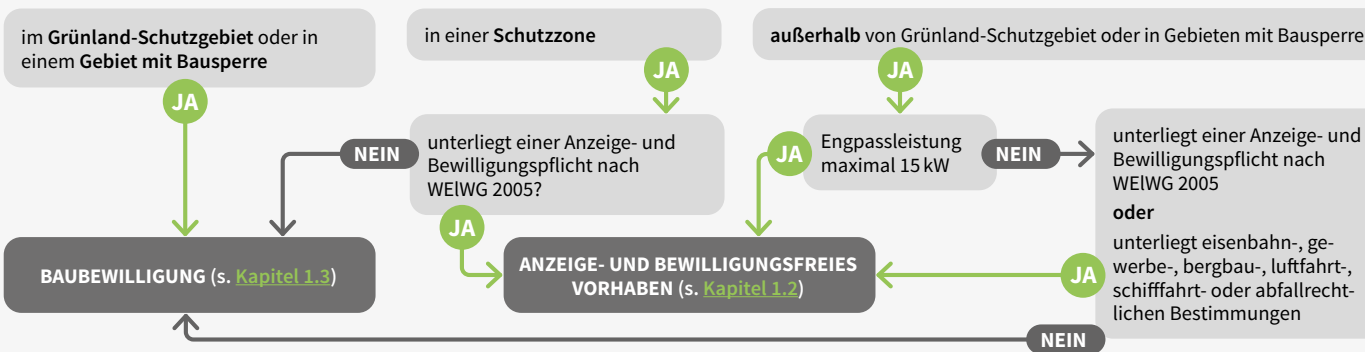 im Grünland-Schutzgebiet oder in
einem Gebiet mit Bausperre
JA
in einer Schutzzone
JA
außerhalb von Grünland-Schutzgebiet oder in Gebieten mit Bausperre
JA
NEIN
unterliegt einer Anzeige- und
Bewilligungspflicht nach
WElWG 2005?
JA
JA
Engpassleistung
maximal 15 kW
NEIN
unterliegt einer Anzeige- und
Bewilligungspflicht nach
WElWG 2005
oder
unterliegt eisenbahn-, ge-
werbe-, bergbau-, luftfahrt-,
schifffahrt- oder abfallrecht-
lichen Bestimmungen
JA
NEIN
BAUBEWILLIGUNG (s. Kapitel 1.3)
ANZEIGE- UND BEWILLIGUNGSFREIES
VORHABEN (s. Kapitel 1.2)